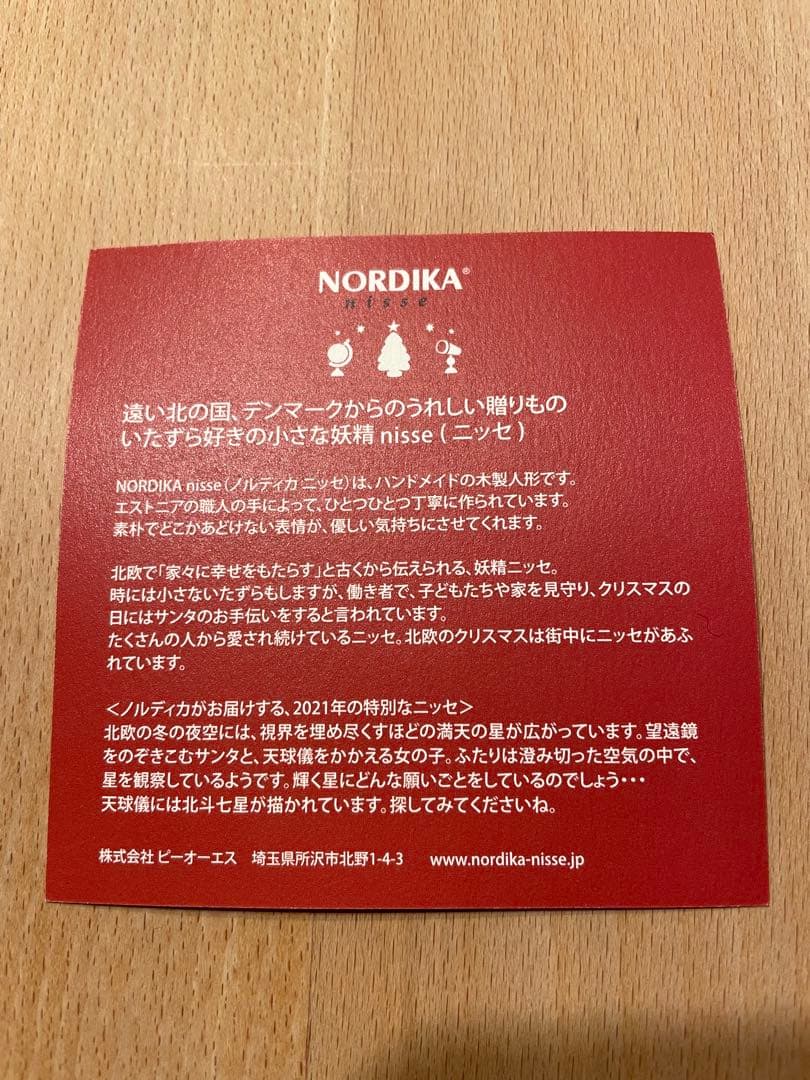 NORDIKA®
nisse
遠い北の国、デンマークからのうれしい贈りもの
いたずら好きの小さな妖精 nisse ( ニッセ )
NORDIKA nisse（ノルディカ ニッセ）は、ハンドメイドの木製人形です。
エストニアの職人の手によって、ひとつひとつ丁寧に作られています。
素朴でどこかあどけない表情が、優しい気持ちにさせてくれます。
北欧で「家々に幸せをもたらす」と古くから伝えられる、妖精ニッセ。
時には小さないたずらもしますが、働き者で、子どもたちや家を見守り、クリスマスの
日にはサンタのお手伝いをすると言われています。
たくさんの人から愛され続けているニッセ。北欧のクリスマスは街中にニッセがあふ
れています。
＜ノルディカがお届けする、2021年の特別なニッセ＞
北欧の冬の夜空には、視界を埋め尽くすほどの満天の星が広がっています。望遠鏡
をのぞきこむサンタと、天球儀をかかえる女の子。ふたりは澄み切った空気の中で、
星を観察しているようです。輝く星にどんな願いごとをしているのでしょう・・・
天球儀には北斗七星が描かれています。探してみてくださいね。
株式会社 ピーオーエス 埼玉県所沢市北野1-4-3 www.nordika-nisse.jp